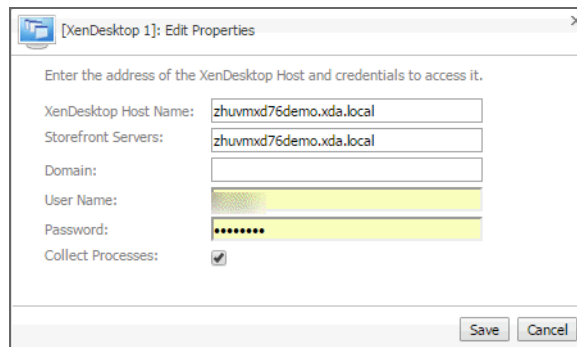 [XenDesktop 1]: Edit Properties
Enter the address of the XenDesktop Host and credentials to access it.
XenDesktop Host Name: zhuvmxd76demo.xda.local
Storefront Servers: zhuvmxd76demo.xda.local
Domain:
User Name:
Password: ••••••••
Collect Processes:
Save Cancel